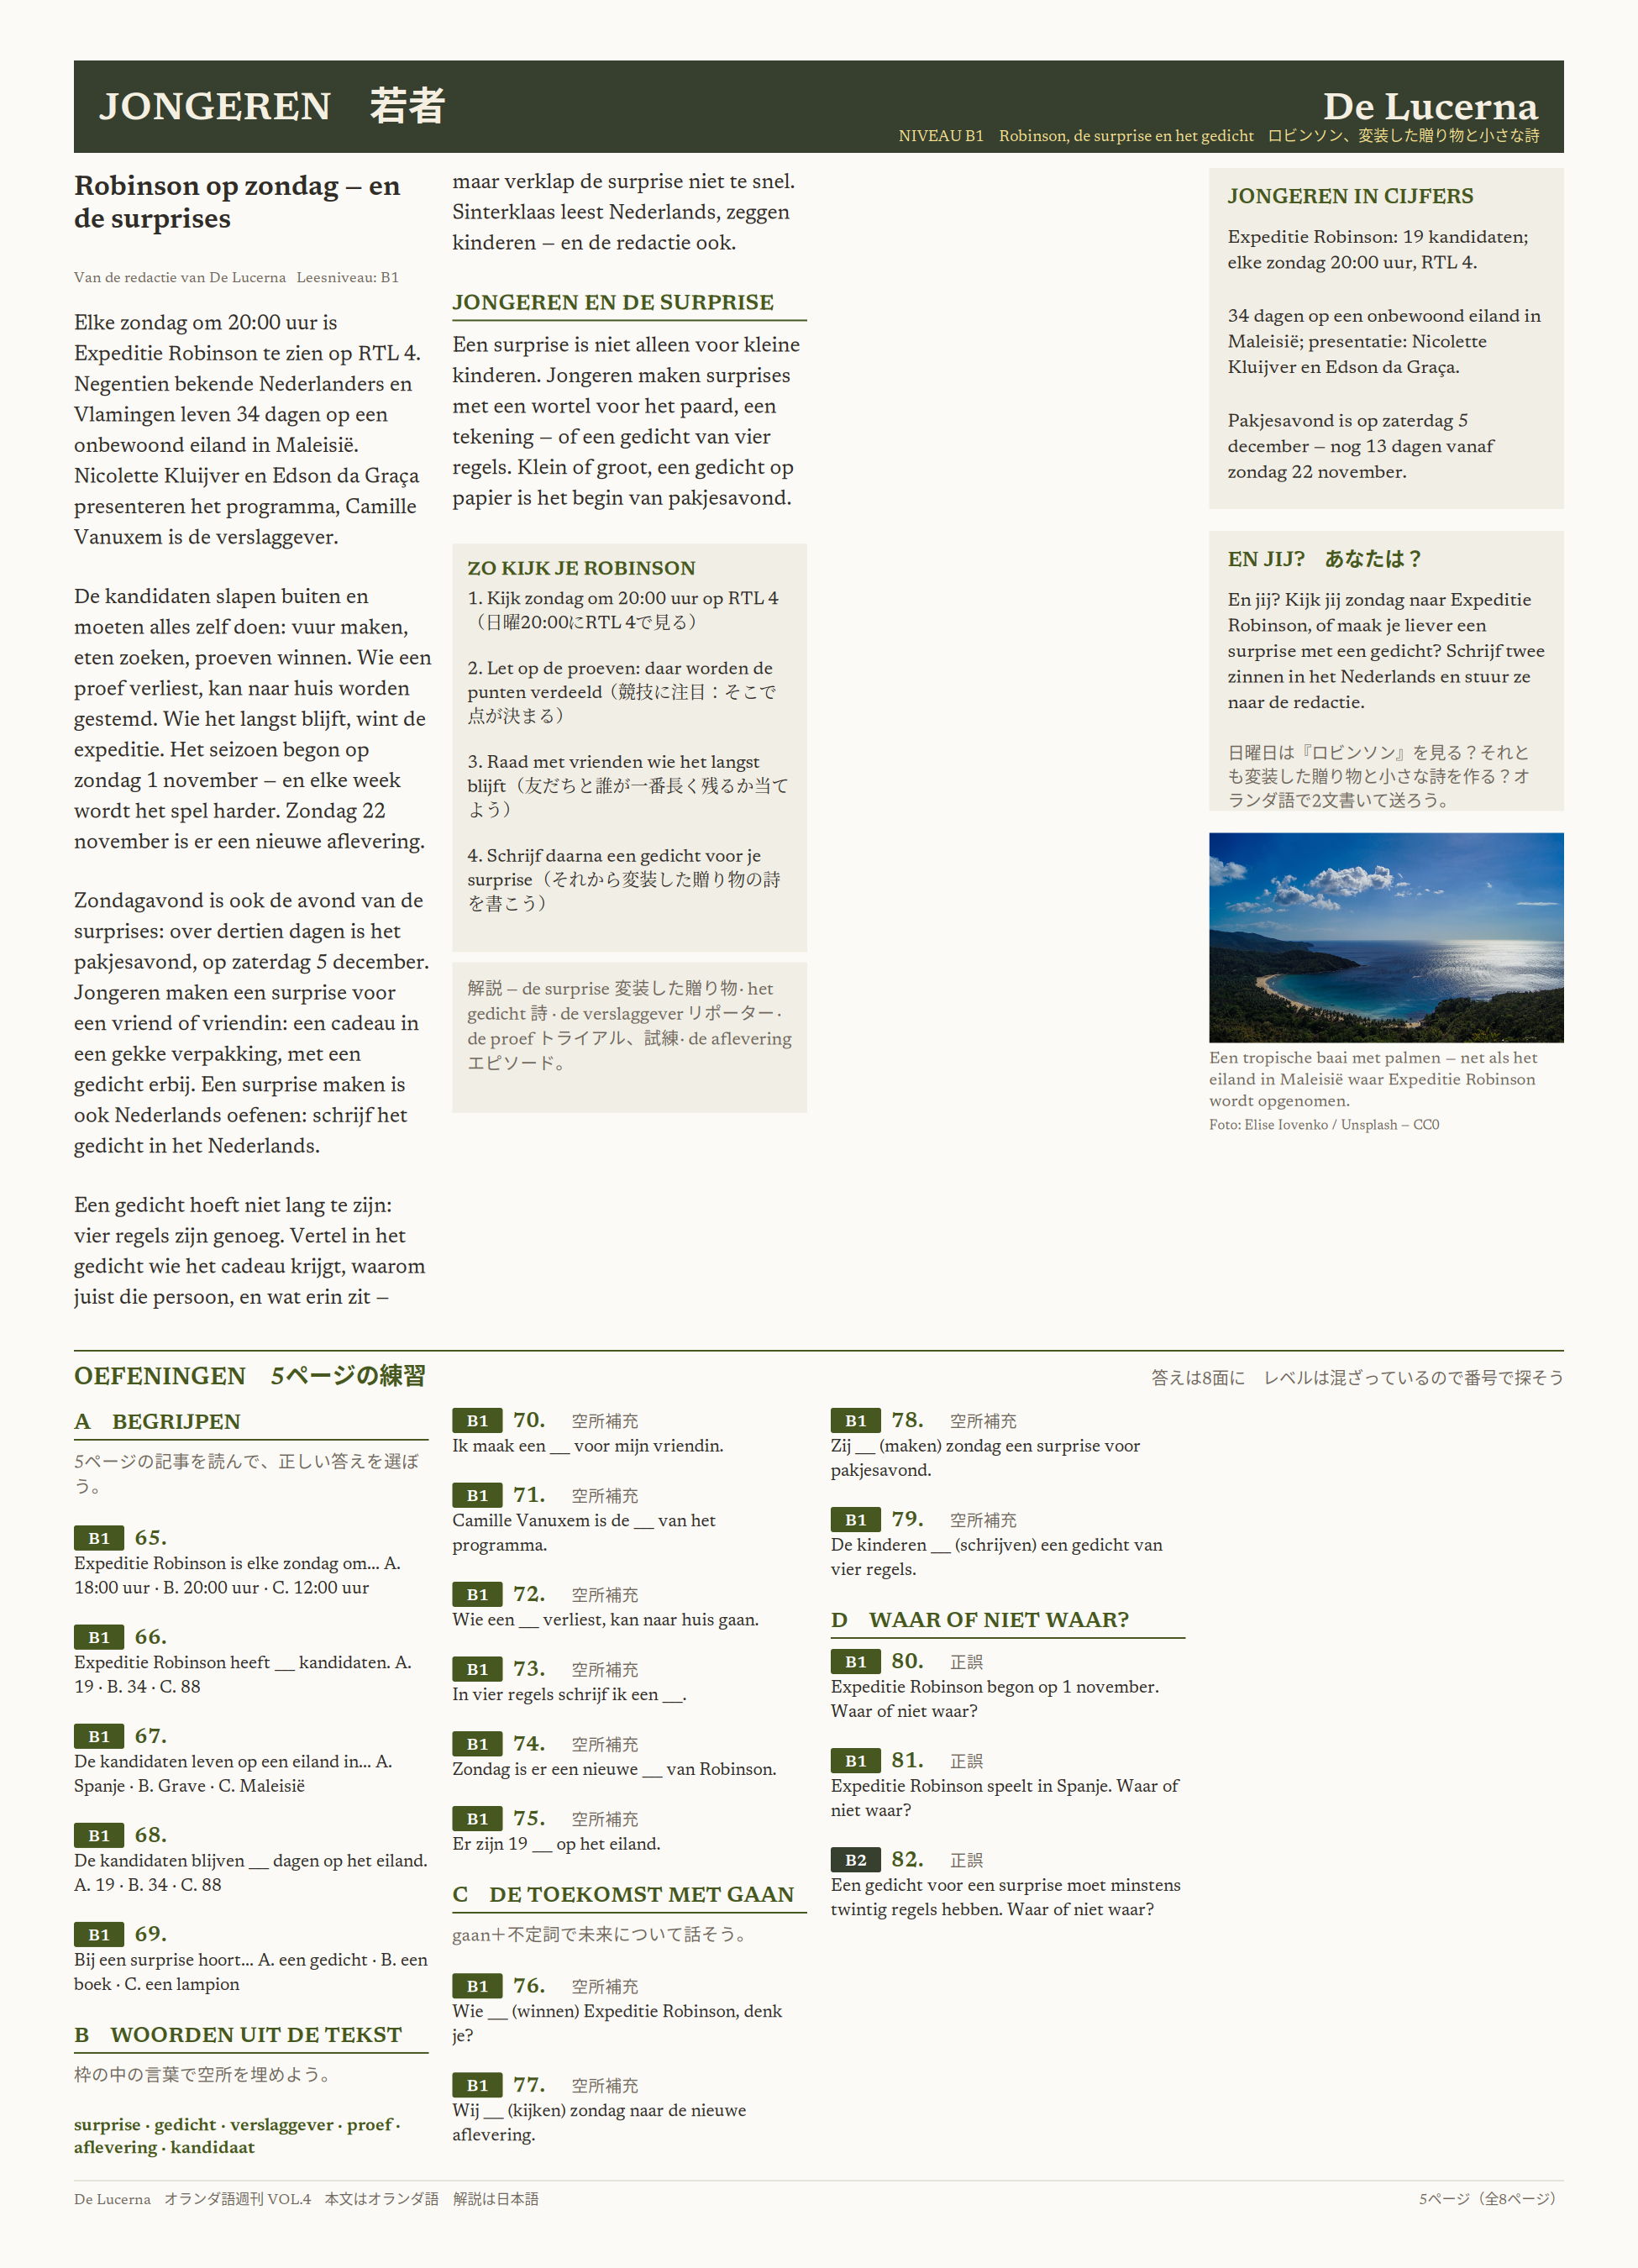 JONGEREN 若者
De Lucerna
NIVEAU B1 Robinson, de surprise en het gedicht ロビンソン、変装した贈り物と小さな詩
Robinson op zondag – en
de surprises
Van de redactie van De Lucerna Leesniveau: B1
Elke zondag om 20:00 uur is
Expeditie Robinson te zien op RTL 4.
Negentien bekende Nederlanders en
Vlamingen leven 34 dagen op een
onbewoond eiland in Maleisië.
Nicolette Kluijver en Edson da Graça
presenteren het programma, Camille
Vanuxem is de verslaggever.
De kandidaten slapen buiten en
moeten alles zelf doen: vuur maken,
eten zoeken, proeven winnen. Wie een
proef verliest, kan naar huis worden
gestemd. Wie het langst blijft, wint de
expeditie. Het seizoen begon op
zondag 1 november – en elke week
wordt het spel harder. Zondag 22
november is er een nieuwe aflevering.
Zondagavond is ook de avond van de
surprises: over dertien dagen is het
pakjesavond, op zaterdag 5 december.
Jongeren maken een surprise voor
een vriend of vriendin: een cadeau in
een gekke verpakking, met een
gedicht erbij. Een surprise maken is
ook Nederlands oefenen: schrijf het
gedicht in het Nederlands.
Een gedicht hoeft niet lang te zijn:
vier regels zijn genoeg. Vertel in het
gedicht wie het cadeau krijgt, waarom
juist die persoon, en wat erin zit –
maar verklap de surprise niet te snel.
Sinterklaas leest Nederlands, zeggen
kinderen – en de redactie ook.
JONGEREN EN DE SURPRISE
Een surprise is niet alleen voor kleine
kinderen. Jongeren maken surprises
met een wortel voor het paard, een
tekening – of een gedicht van vier
regels. Klein of groot, een gedicht op
papier is het begin van pakjesavond.
ZO KIJK JE ROBINSON
1. Kijk zondag om 20:00 uur op RTL 4
（日曜20:00にRTL 4で見る）
2. Let op de proeven: daar worden de
punten verdeeld（競技に注目：そこで
点が決まる）
3. Raad met vrienden wie het langst
blijft（友だちと誰が一番長く残るか当て
よう）
4. Schrijf daarna een gedicht voor je
surprise（それから変装した贈り物の詩
を書こう）
解説 – de surprise 変装した贈り物 · het
gedicht 詩 · de verslaggever リポーター ·
de proef トライアル、試練 · de aflevering
エピソード。
JONGEREN IN CIJFERS
Expeditie Robinson: 19 kandidaten;
elke zondag 20:00 uur, RTL 4.
34 dagen op een onbewoond eiland in
Maleisië; presentatie: Nicolette
Kluijver en Edson da Graça.
Pakjesavond is op zaterdag 5
december – nog 13 dagen vanaf
zondag 22 november.
EN JIJ? あなたは？
En jij? Kijk jij zondag naar Expeditie
Robinson, of maak je liever een
surprise met een gedicht? Schrijf twee
zinnen in het Nederlands en stuur ze
naar de redactie.
日曜日は『ロビンソン』を見る？それと
も変装した贈り物と小さな詩を作る？オ
ランダ語で2文書いて送ろう。
Een tropische baai met palmen – net als het
eiland in Maleisië waar Expeditie Robinson
wordt opgenomen.
Foto: Elise Iovenko / Unsplash – CC0
OEFENINGEN 5ページの練習
答えは8面に レベルは混ざっているので番号で探そう
A BEGRIJPEN
5ページの記事を読んで、正しい答えを選ぼ
う。
B1 65.
Expeditie Robinson is elke zondag om... A.
18:00 uur · B. 20:00 uur · C. 12:00 uur
B1 66.
Expeditie Robinson heeft __ kandidaten. A.
19 · B. 34 · C. 88
B1 67.
De kandidaten leven op een eiland in... A.
Spanje · B. Grave · C. Maleisië
B1 68.
De kandidaten blijven __ dagen op het eiland.
A. 19 · B. 34 · C. 88
B1 69.
Bij een surprise hoort... A. een gedicht · B. een
boek · C. een lampion
B WOORDEN UIT DE TEKST
枠の中の言葉で空所を埋めよう。
surprise · gedicht · verslaggever · proef ·
aflevering · kandidaat
B1 70. 空所補充
Ik maak een __ voor mijn vriendin.
B1 71. 空所補充
Camille Vanuxem is de __ van het
programma.
B1 72. 空所補充
Wie een __ verliest, kan naar huis gaan.
B1 73. 空所補充
In vier regels schrijf ik een __.
B1 74. 空所補充
Zondag is er een nieuwe __ van Robinson.
B1 75. 空所補充
Er zijn 19 __ op het eiland.
C DE TOEKOMST MET GAAN
gaan＋不定詞で未来について話そう。
B1 76. 空所補充
Wie __ (winnen) Expeditie Robinson, denk
je?
B1 77. 空所補充
Wij __ (kijken) zondag naar de nieuwe
aflevering.
B1 78. 空所補充
Zij __ (maken) zondag een surprise voor
pakjesavond.
B1 79. 空所補充
De kinderen __ (schrijven) een gedicht van
vier regels.
D WAAR OF NIET WAAR?
B1 80. 正誤
Expeditie Robinson begon op 1 november.
Waar of niet waar?
B1 81. 正誤
Expeditie Robinson speelt in Spanje. Waar of
niet waar?
B2 82. 正誤
Een gedicht voor een surprise moet minstens
twintig regels hebben. Waar of niet waar?
De Lucerna オランダ語週刊 VOL.4 本文はオランダ語 解説は日本語
5ページ（全8ページ）